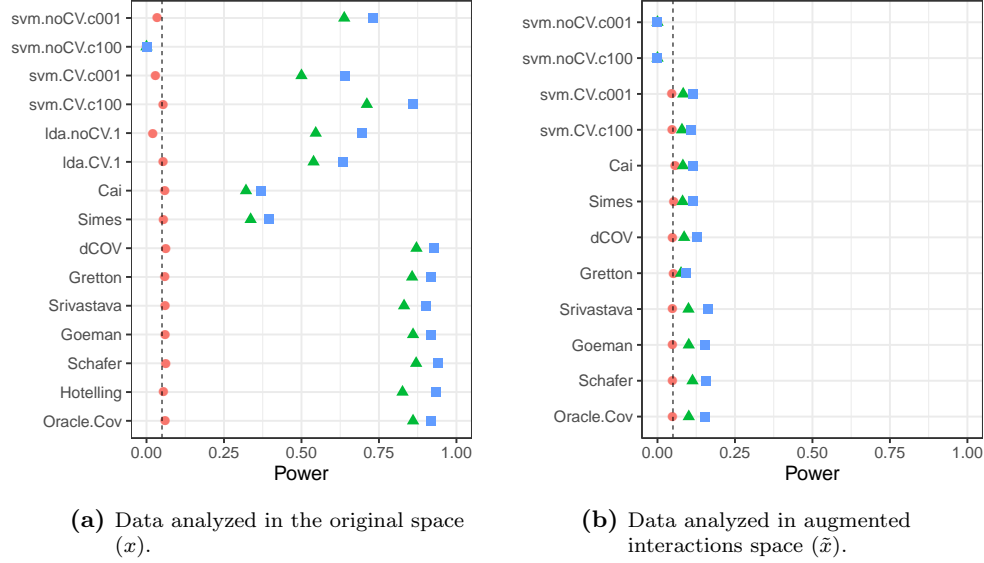 svm.noCV.c001
svm.noCV.c100
svm.CV.c001
svm.CV.c100
lda.noCV.1
lda.CV.1
Cai
Simes
dCOV
Gretton
Srivastava
Goeman
Schafer
Hotelling
Oracle.Cov
0.00 0.25 0.50 0.75 1.00
Power
(a) Data analyzed in the original space
(x).
svm.noCV.c001
svm.noCV.c100
svm.CV.c001
svm.CV.c100
Cai
Simes
dCOV
Gretton
Srivastava
Goeman
Schafer
Oracle.Cov
0.00 0.25 0.50 0.75 1.00
Power
(b) Data analyzed in augmented
interactions space (x̃).